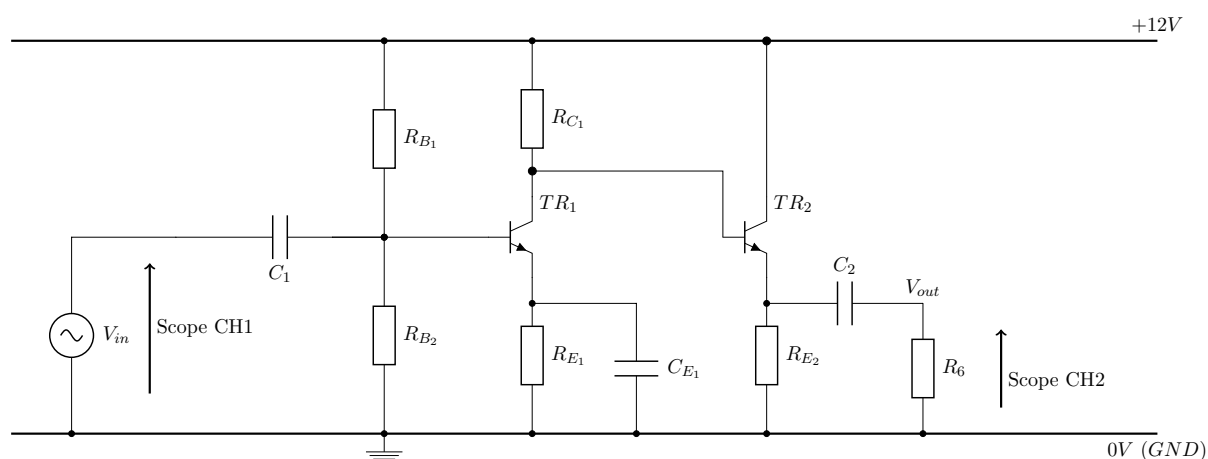 +12V
R_{B_1}
R_{C_1}
TR_1
TR_2
C_1
C_2
V_{out}
V_{in}
Scope CH1
R_{B_2}
R_{E_1}
C_{E_1}
R_{E_2}
R_6
Scope CH2
0V (GND)